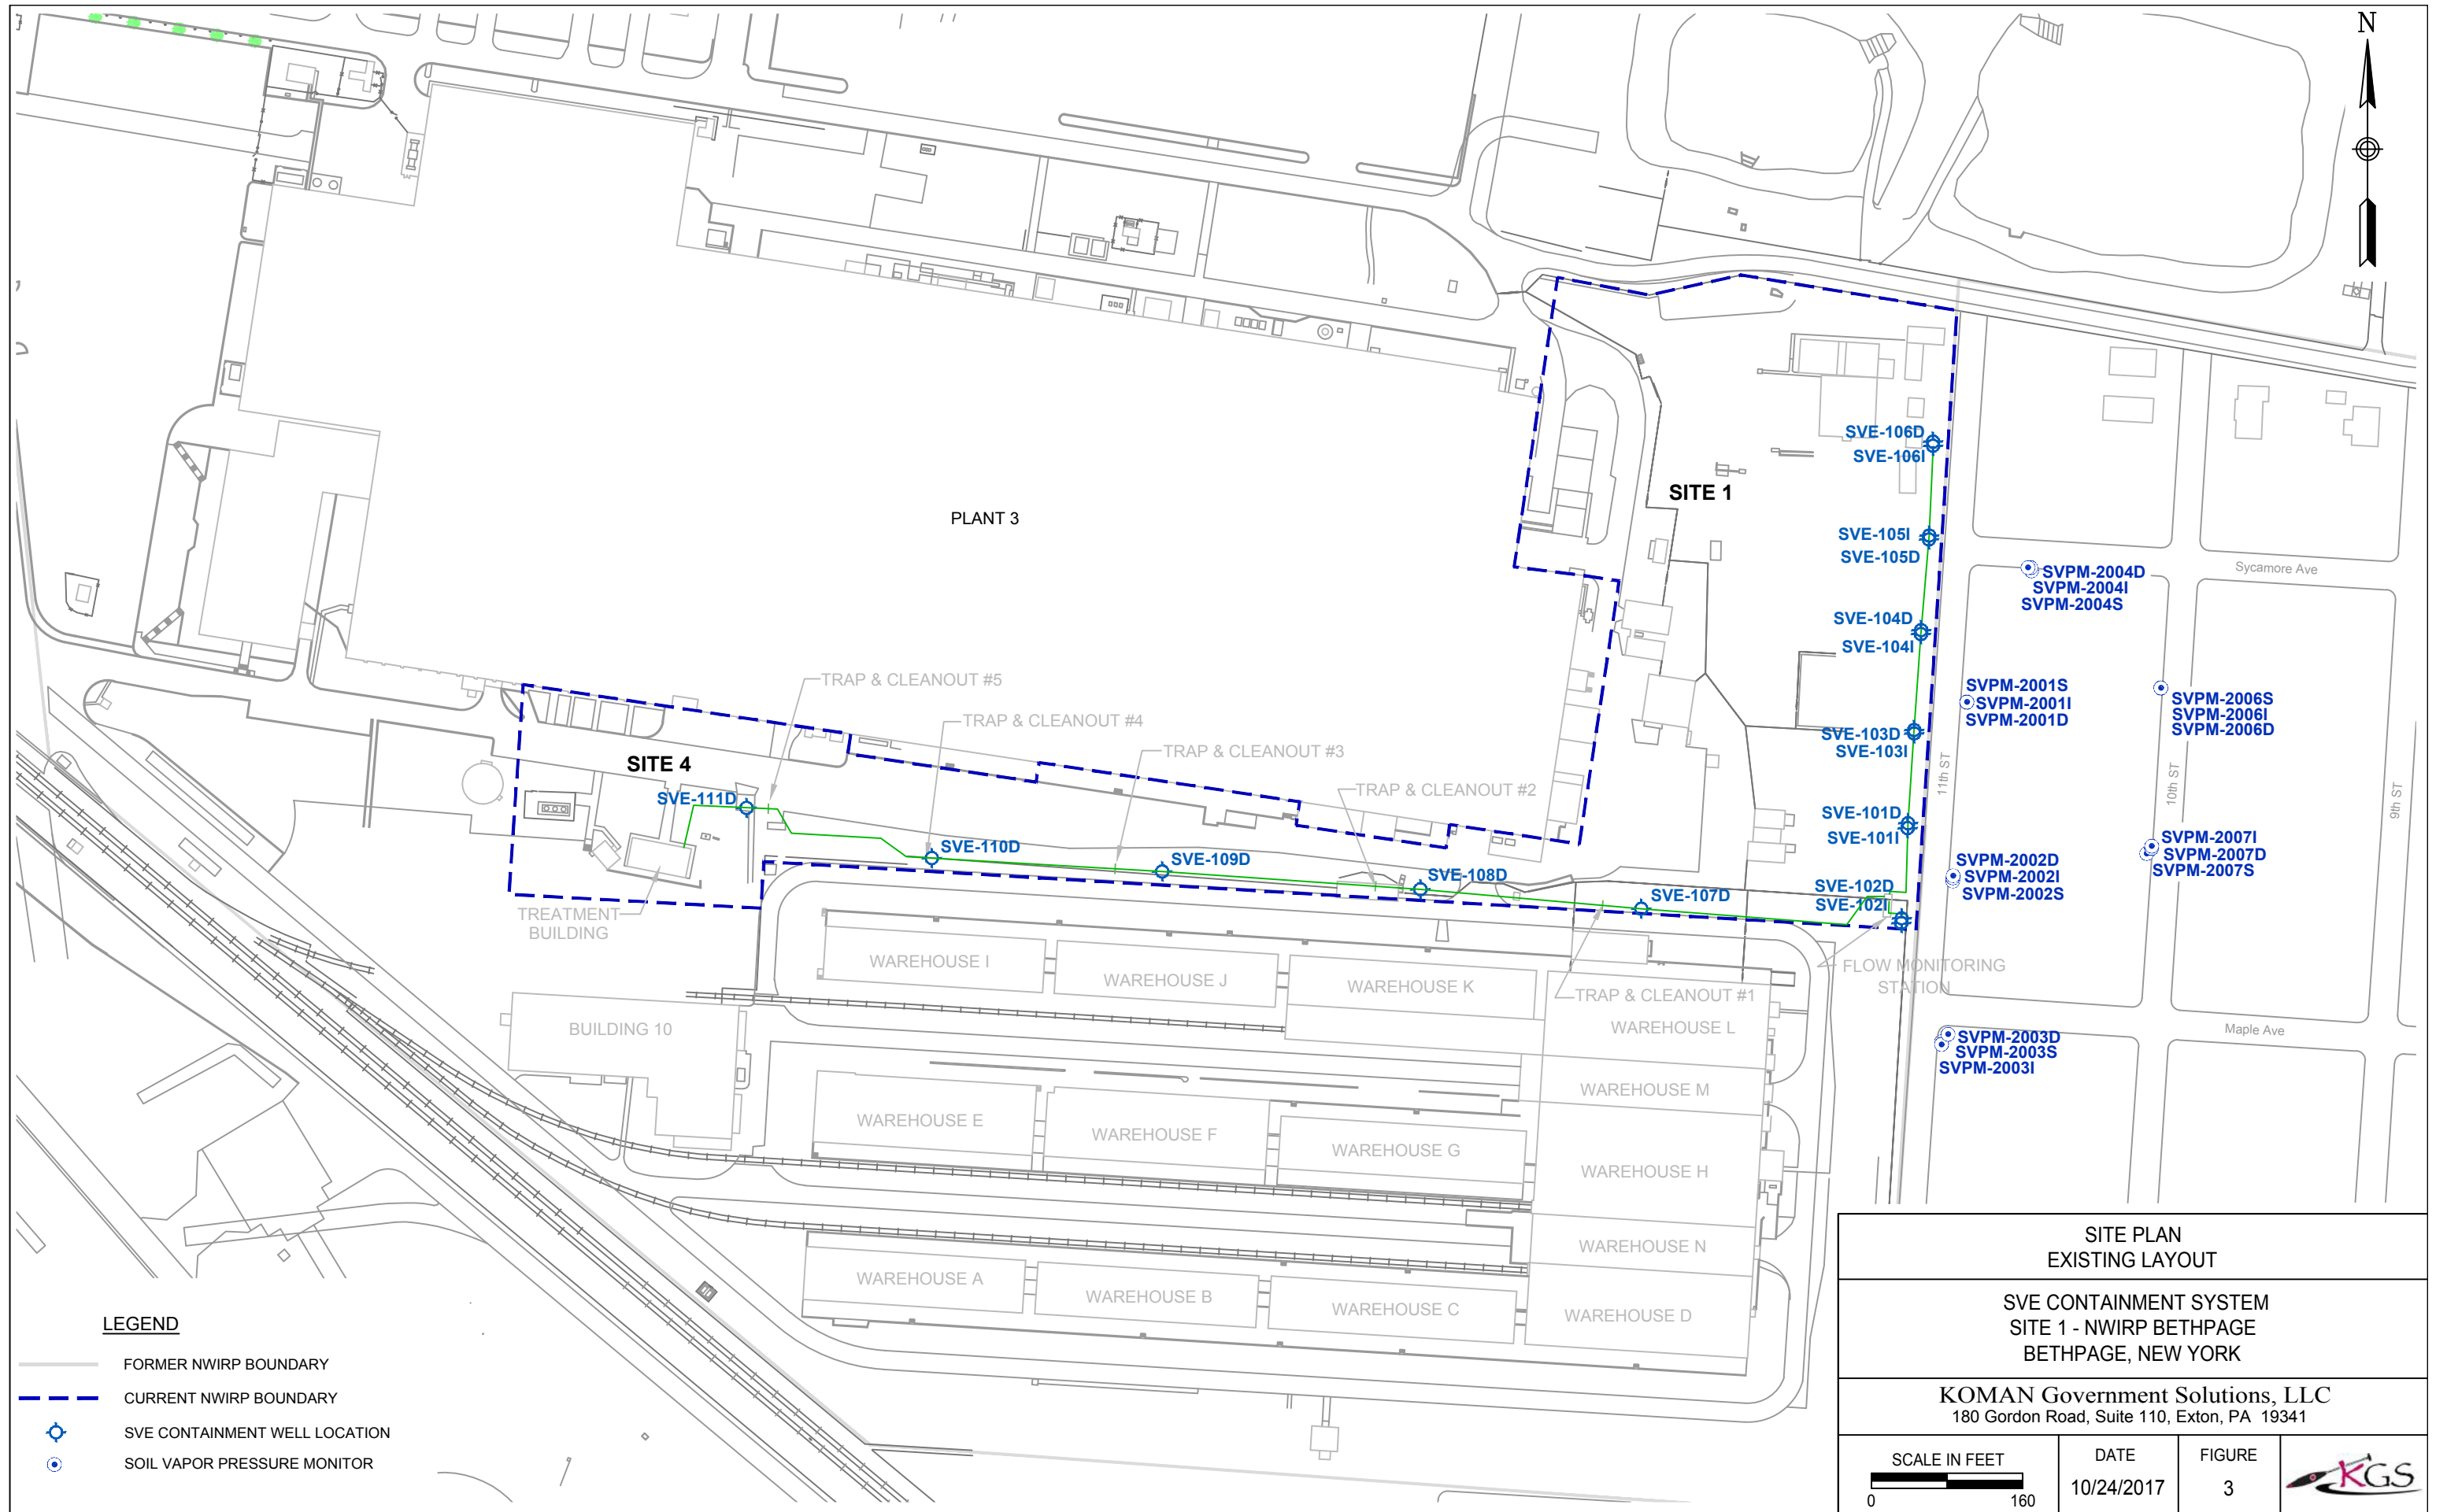 N
SVE-106D
SVE-106I
SITE 1
PLANT 3
SVE-105I
SVE-105D
Sycamore Ave
SVPM-2004D
SVPM-2004I
SVPM-2004S
SVE-104D
SVE-104I
TRAP & CLEANOUT #5
SVPM-2001S
SVPM-2001I
SVPM-2001D
SVPM-2006S
SVPM-2006I
SVPM-2006D
TRAP & CLEANOUT #4
SVE-103D
SVE-103I
TRAP & CLEANOUT #3
SITE 4
11th ST
10th ST
9th ST
TRAP & CLEANOUT #2
SVE-111D
SVE-101D
SVE-101I
SVE-110D
SVE-109D
SVPM-2007I
SVPM-2007D
SVPM-2007S
SVPM-2002D
SVPM-2002I
SVPM-2002S
SVE-108D
SVE-107D
SVE-102D
SVE-102I
TREATMENT
BUILDING
WAREHOUSE I
WAREHOUSE J
WAREHOUSE K
FLOW MONITORING
STATION
TRAP & CLEANOUT #1
BUILDING 10
WAREHOUSE L
Maple Ave
SVPM-2003D
SVPM-2003S
SVPM-2003I
WAREHOUSE M
WAREHOUSE E
WAREHOUSE F
WAREHOUSE G
WAREHOUSE H
WAREHOUSE N
WAREHOUSE A
WAREHOUSE B
WAREHOUSE C
WAREHOUSE D
LEGEND
FORMER NWIRP BOUNDARY
CURRENT NWIRP BOUNDARY
SVE CONTAINMENT WELL LOCATION
SOIL VAPOR PRESSURE MONITOR
SITE PLAN
EXISTING LAYOUT
SVE CONTAINMENT SYSTEM
SITE 1 - NWIRP BETHPAGE
BETHPAGE, NEW YORK
KOMAN Government Solutions, LLC
180 Gordon Road, Suite 110, Exton, PA 19341
SCALE IN FEET
0 160
DATE
10/24/2017
FIGURE
3
KGS